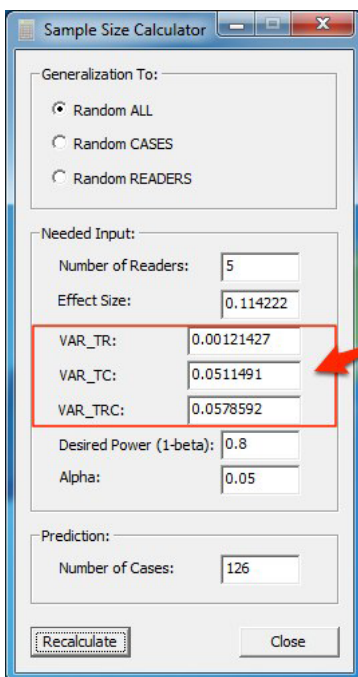 Sample Size Calculator
Generalization To:
Random ALL
Random CASES
Random READERS
Needed Input:
Number of Readers: 5
Effect Size: 0.114222
VAR_TR: 0.00121427
VAR_TC: 0.0511491
VAR_TRC: 0.0578592
Desired Power (1-beta): 0.8
Alpha: 0.05
Prediction:
Number of Cases: 126
Recalculate Close